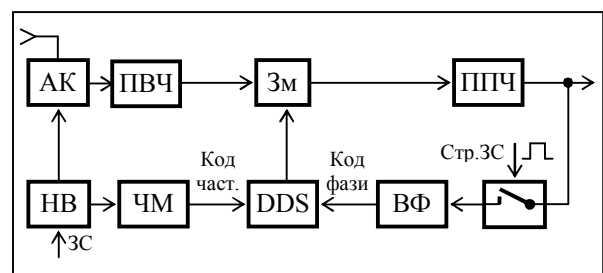 АК
ПВЧ
Зм
ППЧ
Стр.ЗС
Код
част.
Код
фази
НВ
ЧМ
DDS
ВФ
ЗС